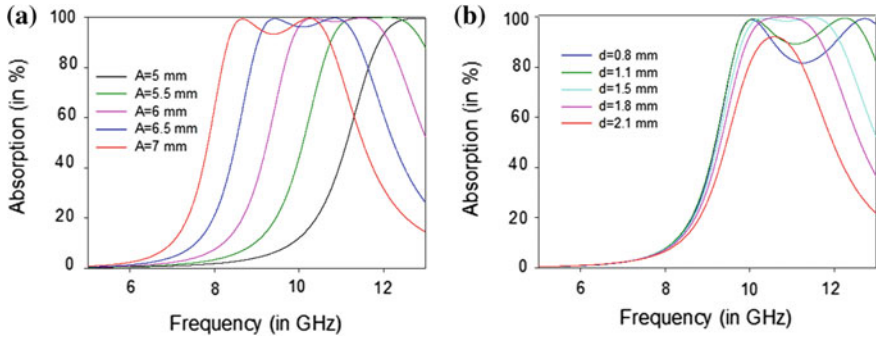 (a)
100
80
60
40
20
0
Absorption (in %)
A=5 mm
A=5.5 mm
A=6 mm
A=6.5 mm
A=7 mm
6 8 10 12
Frequency (in GHz)
(b)
100
80
60
40
20
0
Absorption (in %)
d=0.8 mm
d=1.1 mm
d=1.5 mm
d=1.8 mm
d=2.1 mm
6 8 10 12
Frequency (in GHz)